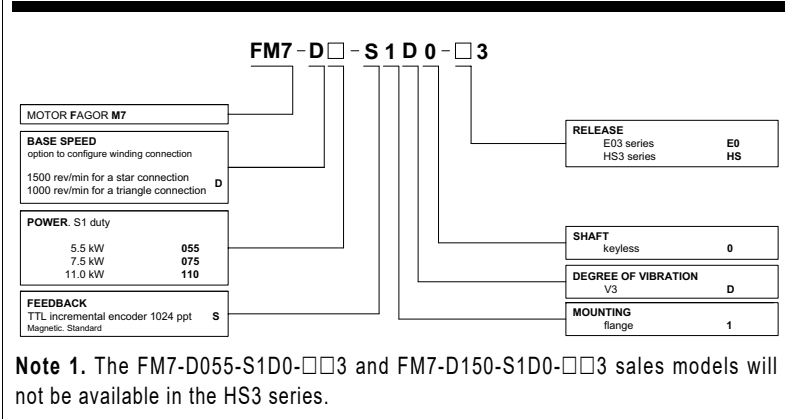 FM7-D□-S1D0-□3
MOTOR FAGOR M7
BASE SPEED
option to configure winding connection
1500 rev/min for a star connection
1000 rev/min for a triangle connection D
POWER. S1 duty
5.5 kW 055
7.5 kW 075
11.0 kW 110
FEEDBACK
TTL incremental encoder 1024 ppt S
Magnetic. Standard
RELEASE
E03 series E0
HS3 series HS
SHAFT
keyless 0
DEGREE OF VIBRATION
V3 D
MOUNTING
flange 1
Note 1. The FM7-D055-S1D0-□□3 and FM7-D150-S1D0-□□3 sales models will
not be available in the HS3 series.